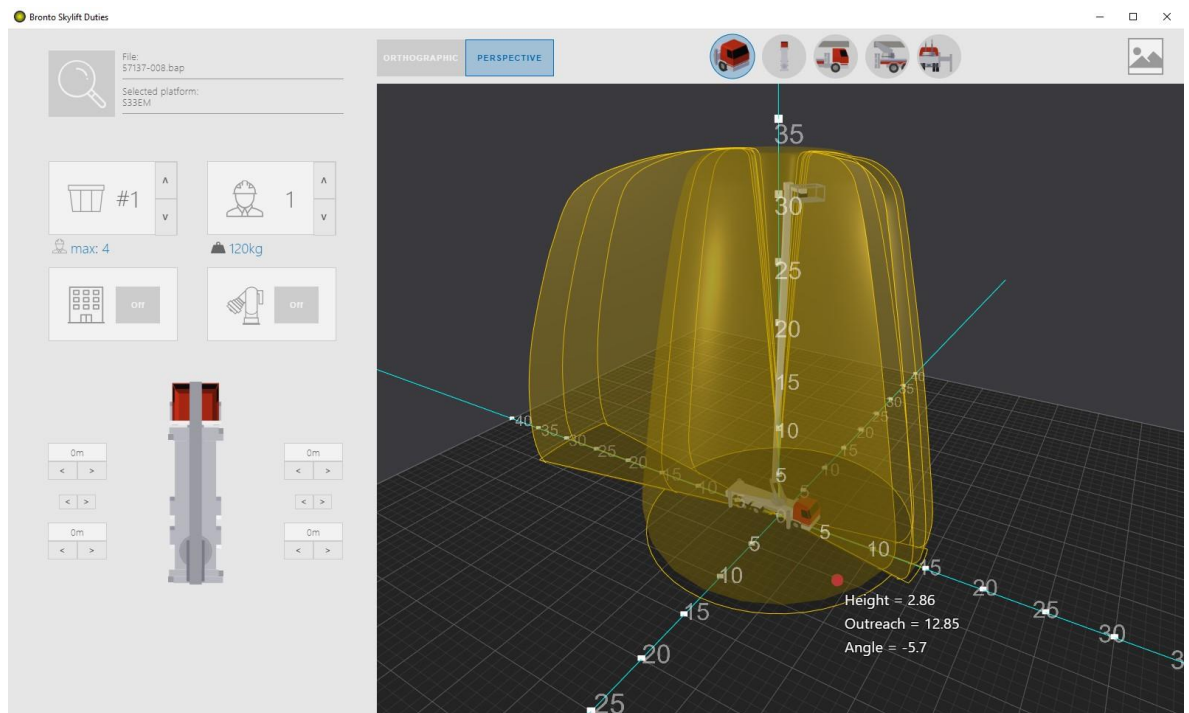 Bronto Skylift Duties
File:
S7137-008.bap
Selected platform:
S33EM
ORTHOGRAPHIC
PERSPECTIVE
#1
1
max: 4
120kg
Off
Off
0m
0m
< >
< >
< >
< >
0m
0m
< >
< >
35
30
25
20
15
10
5
0
40
35
30
25
20
15
10
5
35
30
25
20
15
10
5
10
15
20
25
30
5
10
15
20
25
Height = 2.86
Outreach = 12.85
Angle = -5.7